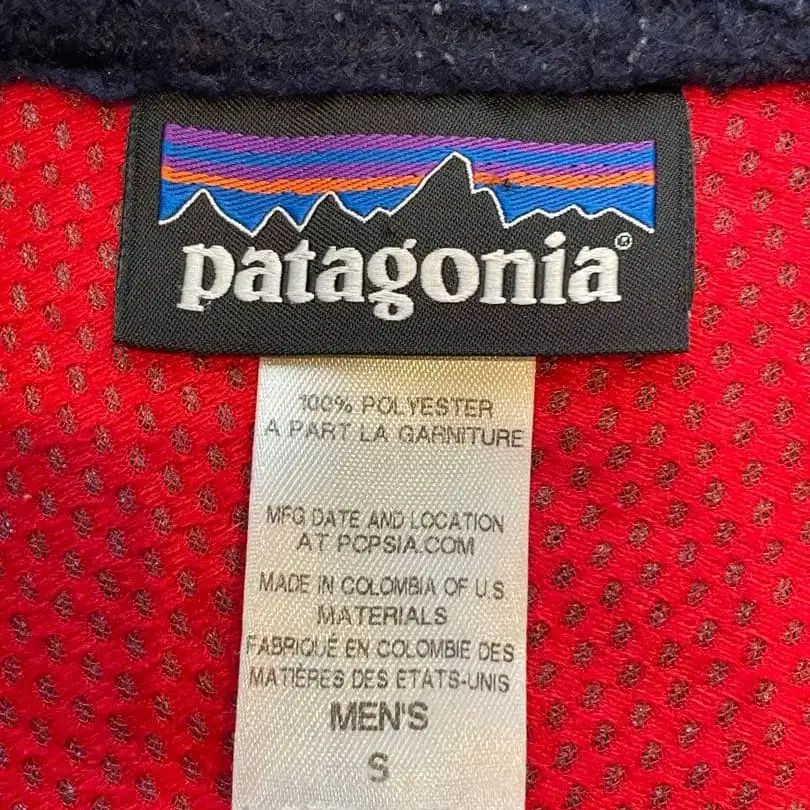 patagonia®
100% POLYESTER
A PART LA GARNITURE
MFG DATE AND LOCATION
AT PCPSIA.COM
MADE IN COLOMBIA OF U.S.
MATERIALS
FABRIQUÉ EN COLOMBIE DES
MATIÈRES DES ÉTATS-UNIS
MEN'S
S